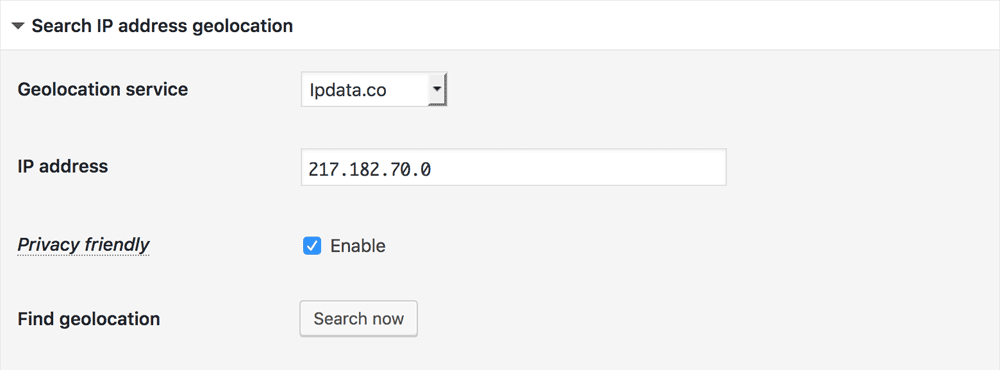 Search IP address geolocation
Geolocation service Ipdata.co
IP address 217.182.70.0
Privacy friendly Enable
Find geolocation Search now